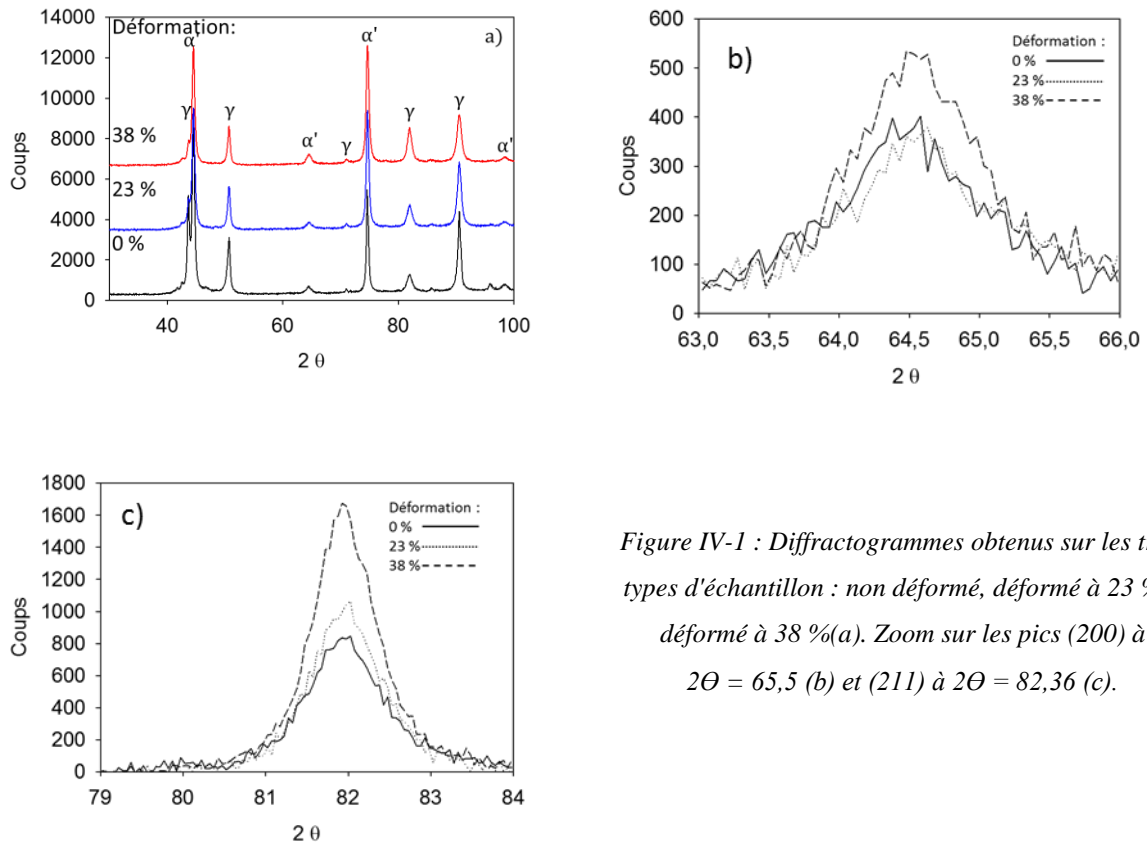 14000
12000
10000
8000
6000
4000
2000
0
Coups
Déformation:
a)
α'
α'
γ
γ
γ
α'
γ
γ
α'
38 %
23 %
0 %
40
60
80
100
2 θ
600
500
400
300
200
100
0
Coups
b)
Déformation :
0 %
23 %
38 %
63,0
63,5
64,0
64,5
65,0
65,5
66,0
2 θ
1800
1600
1400
1200
1000
800
600
400
200
0
Coups
c)
Déformation :
0 %
23 %
38 %
79
80
81
82
83
84
2 θ
Figure IV-1 : Diffractogrammes obtenus sur les
types d'échantillon : non déformé, déformé à 23
déformé à 38 %(a). Zoom sur les pics (200) à
2ϴ = 65,5 (b) et (211) à 2ϴ = 82,36 (c).